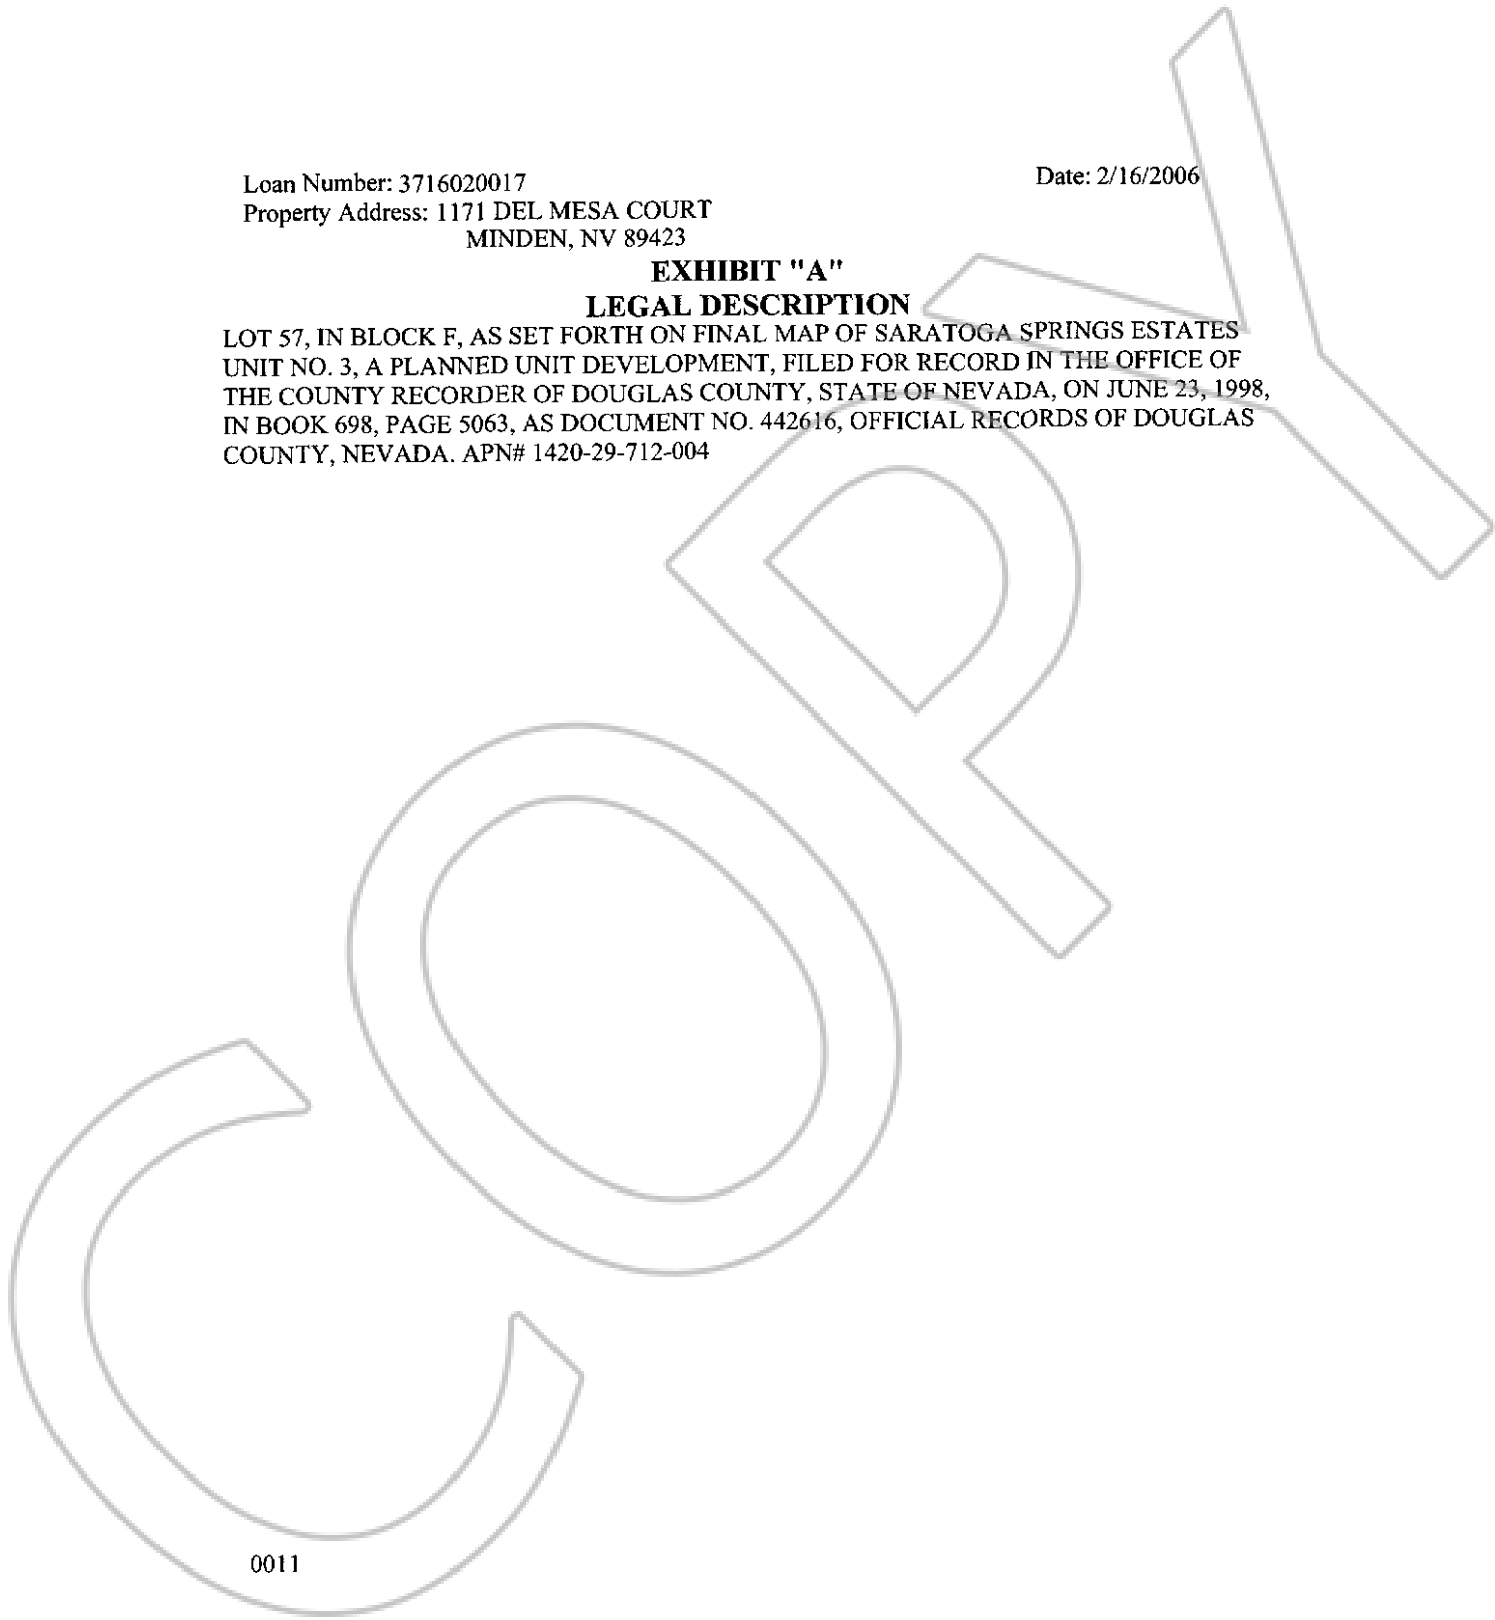 Loan Number: 3716020017 Date: 2/16/2006
Property Address: 1171 DEL MESA COURT
MINDEN, NV 89423
EXHIBIT "A"
LEGAL DESCRIPTION
LOT 57, IN BLOCK F, AS SET FORTH ON FINAL MAP OF SARATOGA SPRINGS ESTATES
UNIT NO. 3, A PLANNED UNIT DEVELOPMENT, FILED FOR RECORD IN THE OFFICE OF
THE COUNTY RECORDER OF DOUGLAS COUNTY, STATE OF NEVADA, ON JUNE 23, 1998,
IN BOOK 698, PAGE 5063, AS DOCUMENT NO. 442616, OFFICIAL RECORDS OF DOUGLAS
COUNTY, NEVADA. APN# 1420-29-712-004
COPY
0011